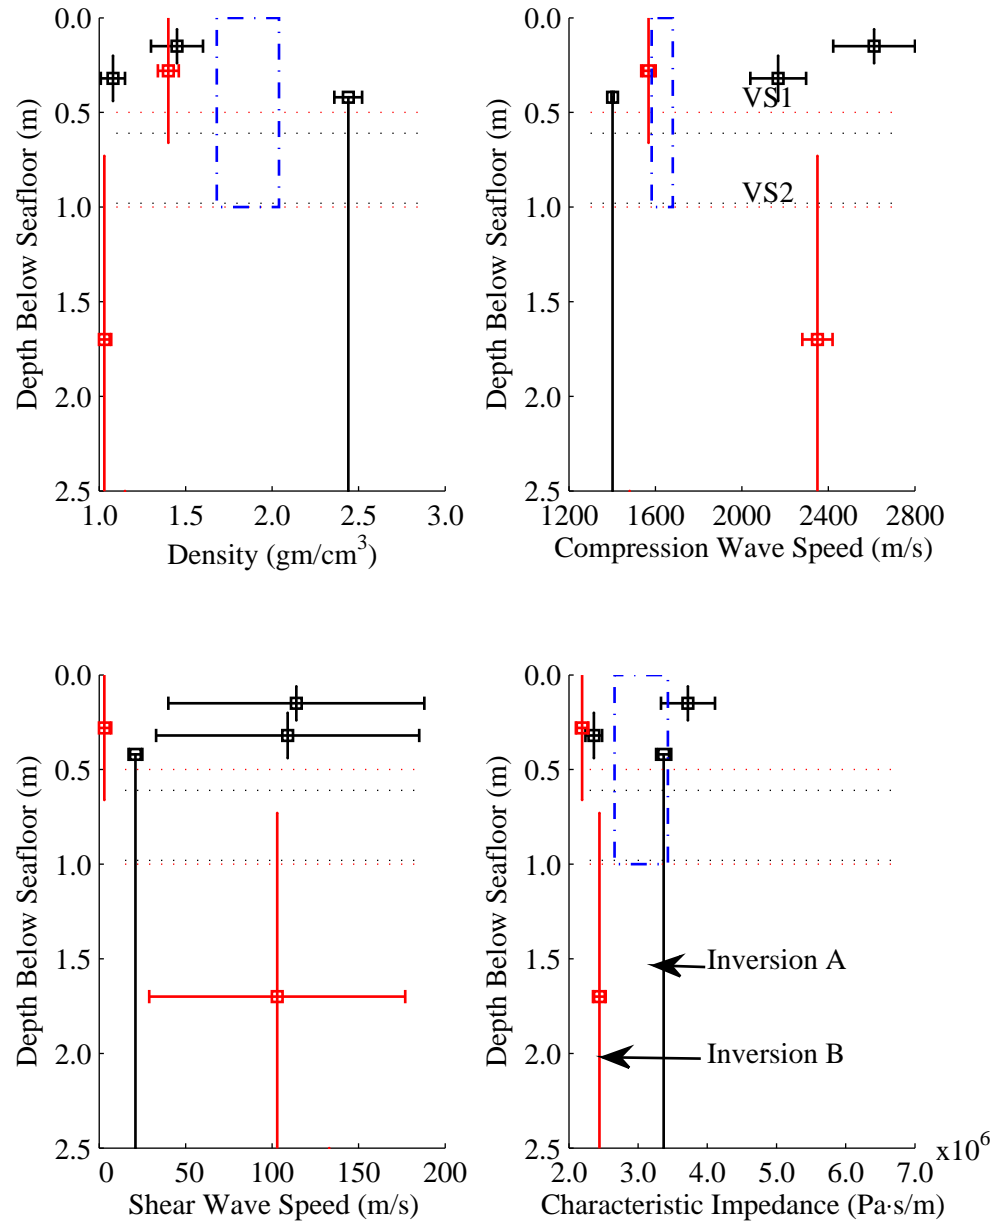 0.0
0.5
1.0
1.5
2.0
2.5
Depth Below Seafloor (m)
1.0 1.5 2.0 2.5 3.0
Density (gm/cm³)
0.0
0.5
1.0
1.5
2.0
2.5
Depth Below Seafloor (m)
VS1
VS2
1200 1600 2000 2400 2800
Compression Wave Speed (m/s)
0.0
0.5
1.0
1.5
2.0
2.5
Depth Below Seafloor (m)
0 50 100 150 200
Shear Wave Speed (m/s)
0.0
0.5
1.0
1.5
2.0
2.5
Depth Below Seafloor (m)
Inversion A
Inversion B
x10⁶
2.0 3.0 4.0 5.0 6.0 7.0
Characteristic Impedance (Pa·s/m)